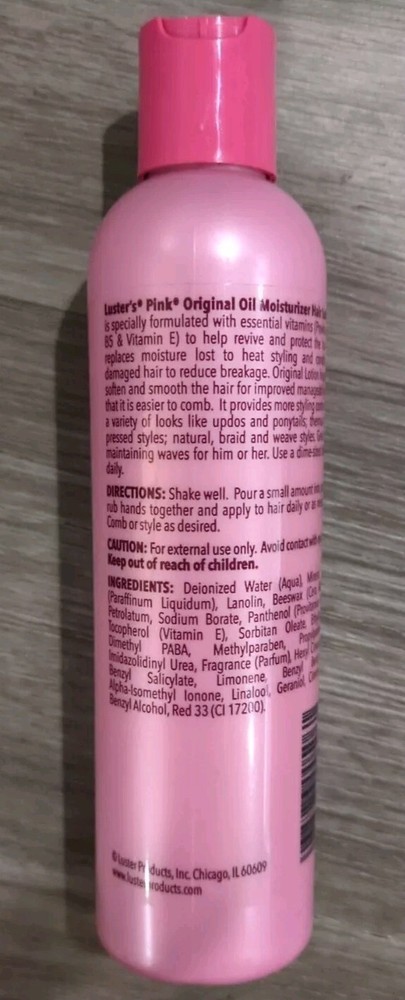 Luster's® Pink® Original Oil Moisturizer Hair
is specially formulated with essential vitamins
B5 & Vitamin E) to help revive and protect the
replaces moisture lost to heat styling and
damaged hair to reduce breakage. Original Lotion
soften and smooth the hair for improved
that it is easier to comb. It provides more styling
a variety of looks like updos and ponytails;
pressed styles; natural, braid and weave styles.
maintaining waves for him or her. Use a
daily.
DIRECTIONS: Shake well. Pour a small amount
rub hands together and apply to hair daily or as
Comb or style as desired.
CAUTION: For external use only. Avoid contact with
Keep out of reach of children.
INGREDIENTS: Deionized Water (Aqua),
(Paraffinum Liquidum), Lanolin, Beeswax
Petrolatum, Sodium Borate, Panthenol
Tocopherol (Vitamin E), Sorbitan Oleate,
Dimethyl PABA, Methylparaben,
Imidazolidinyl Urea, Fragrance (Parfum), Hexyl
Benzyl Salicylate, Limonene, Benzyl
Alpha-Isomethyl Ionone, Linalool, Geraniol,
Benzyl Alcohol, Red 33 (CI 17200).
© Luster Products, Inc. Chicago, IL 60609
www.lusterproducts.com